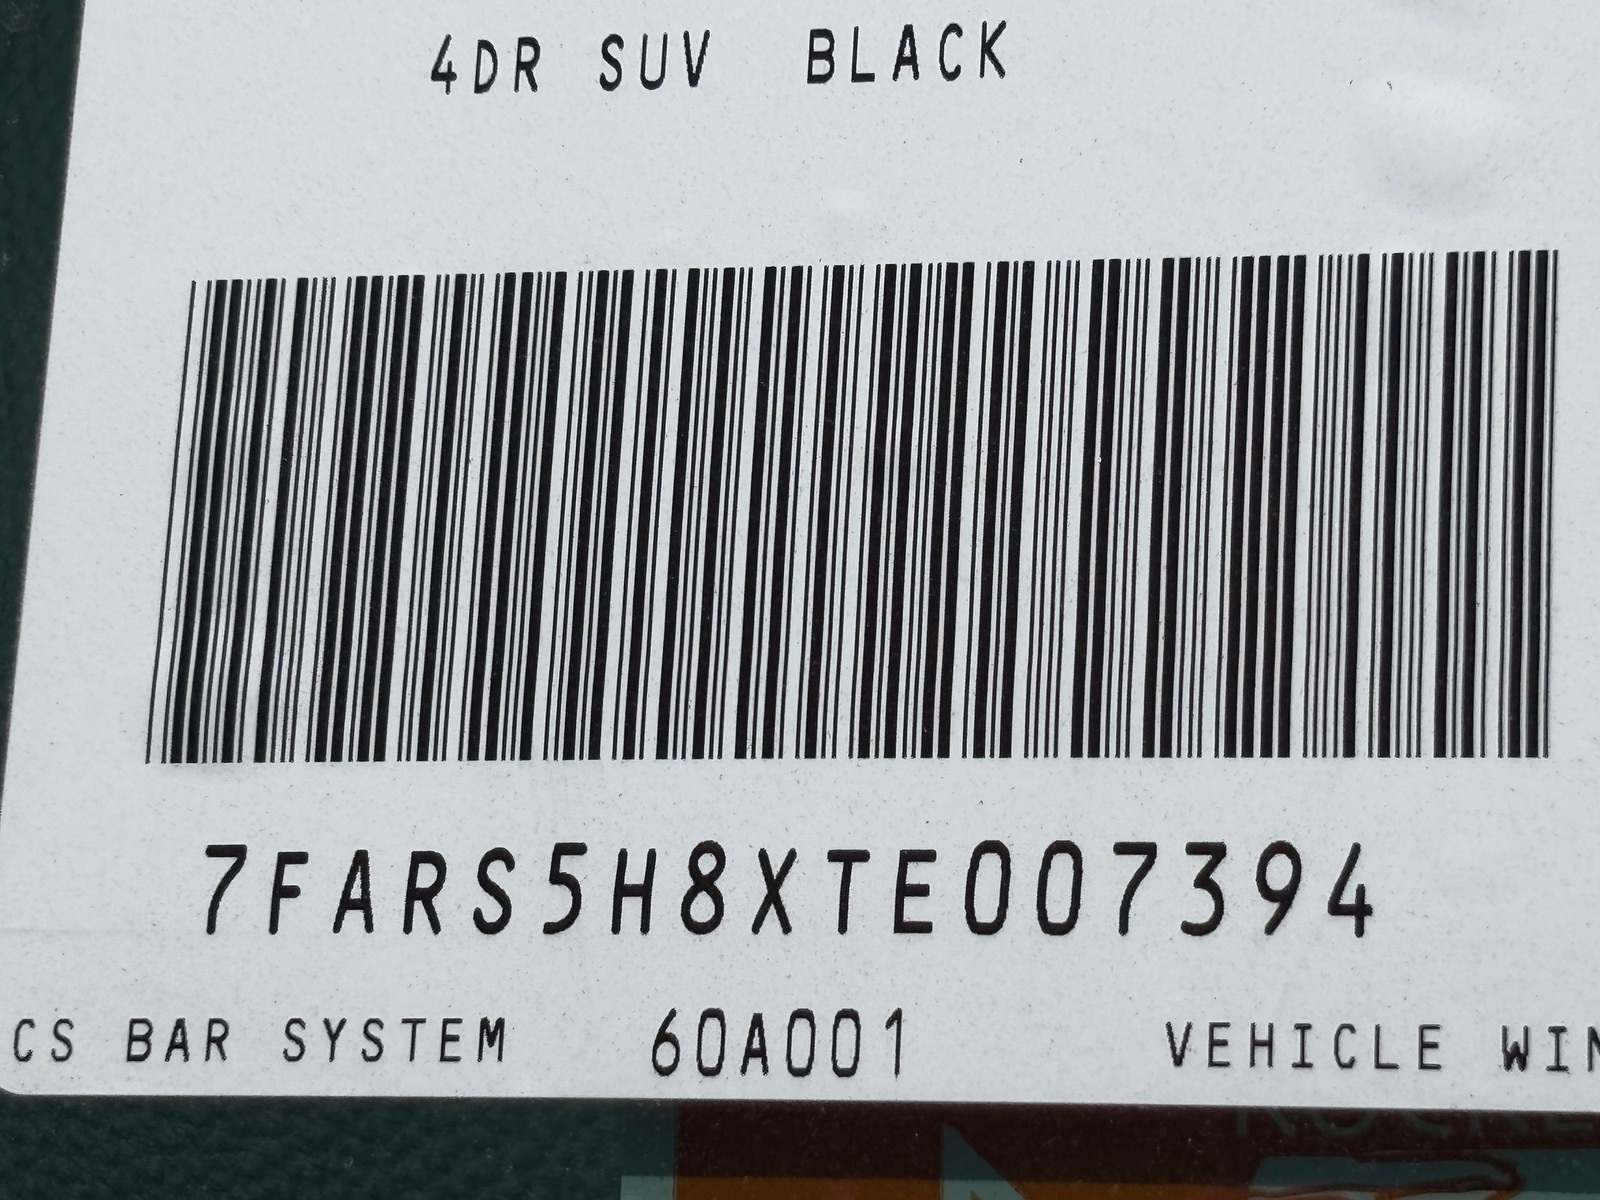 4DR SUV BLACK
7FARS5H8XTE007394
CS BAR SYSTEM 60A001 VEHICLE WIN